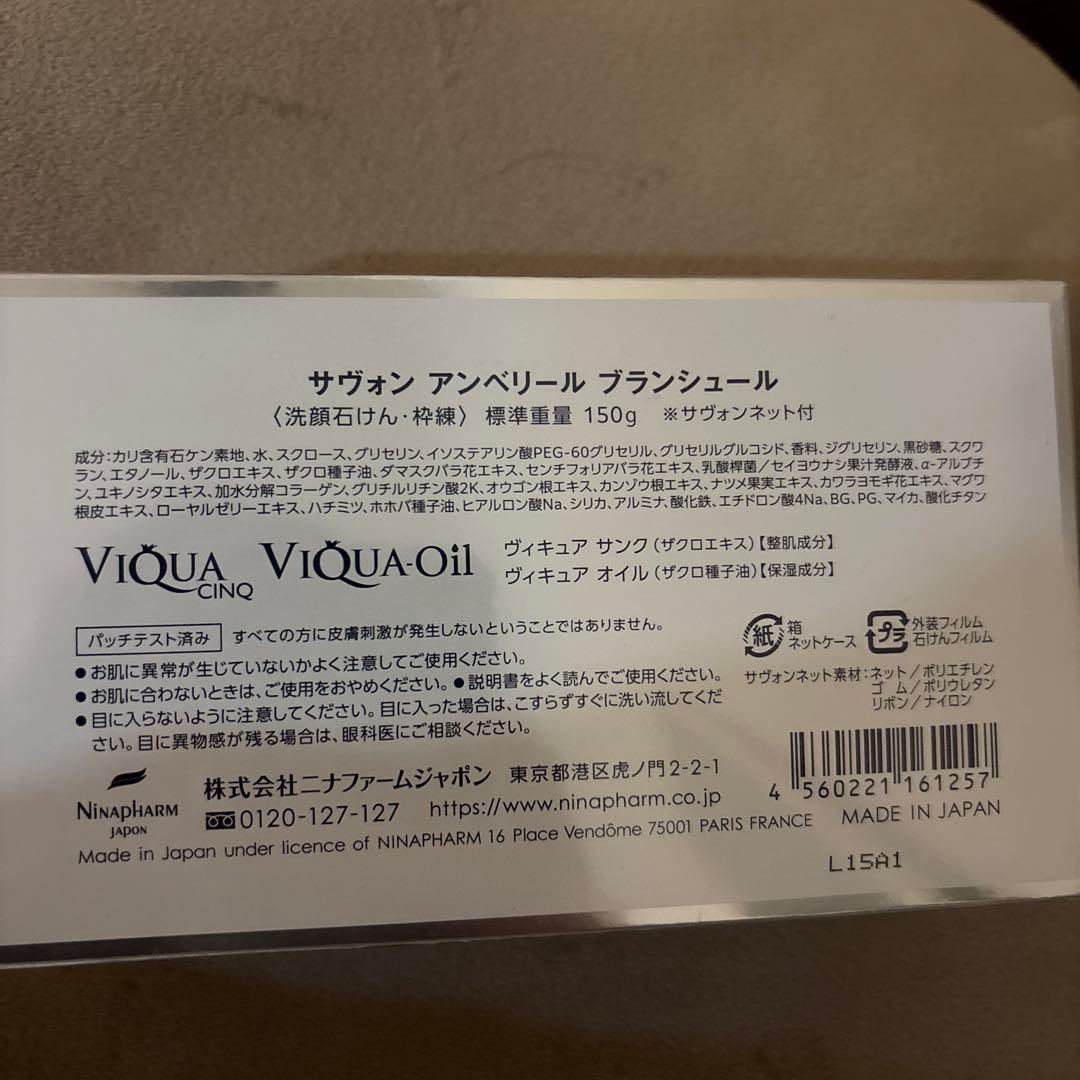 サヴォン アンベリール ブランシュール
〈洗顔石けん・枠練〉 標準重量 150g ※サヴォンネット付
成分:カリ含有石ケン素地、水、スクロース、グリセリン、イソステアリン酸PEG-60グリセリル、グリセリルグルコシド、香料、ジグリセリン、黒砂糖、スクワ
ラン、エタノール、ザクロエキス、ザクロ種子油、ダマスクバラ花エキス、センチフォリアバラ花エキス、乳酸桿菌/セイヨウナシ果汁発酵液、α-アルブチ
ン、ユキノシタエキス、加水分解コラーゲン、グリチルリチン酸2K、オウゴン根エキス、カンゾウ根エキス、ナツメ果実エキス、カワラヨモギ花エキス、マグワ
根皮エキス、ローヤルゼリーエキス、ハチミツ、ホホバ種子油、ヒアルロン酸Na、シリカ、アルミナ、酸化鉄、エチドロン酸4Na、BG、PG、マイカ、酸化チタン
VIQUA CINQ VIQUA-Oil
ヴィキュア サンク(ザクロエキス)【整肌成分】
ヴィキュア オイル(ザクロ種子油)【保湿成分】
パッチテスト済み すべての方に皮膚刺激が発生しないということではありません。
●お肌に異常が生じていないかよく注意してご使用ください。
●お肌に合わないときは、ご使用をおやめください。●説明書をよく読んでご使用ください。
●目に入らないように注意してください。目に入った場合は、こすらずすぐに洗い流してくだ
さい。目に異物感が残る場合は、眼科医にご相談ください。
紙 箱 ネットケース
プラ 外装フィルム 石けんフィルム
サヴォンネット素材:ネット/ポリエチレン
ゴム/ポリウレタン
リボン/ナイロン
NINAPHARM JAPON
株式会社ニナファームジャポン 東京都港区虎ノ門2-2-1
0120-127-127 https://www.ninapharm.co.jp
Made in Japan under licence of NINAPHARM 16 Place Vendôme 75001 PARIS FRANCE
4 560221 161257
MADE IN JAPAN
L15A1